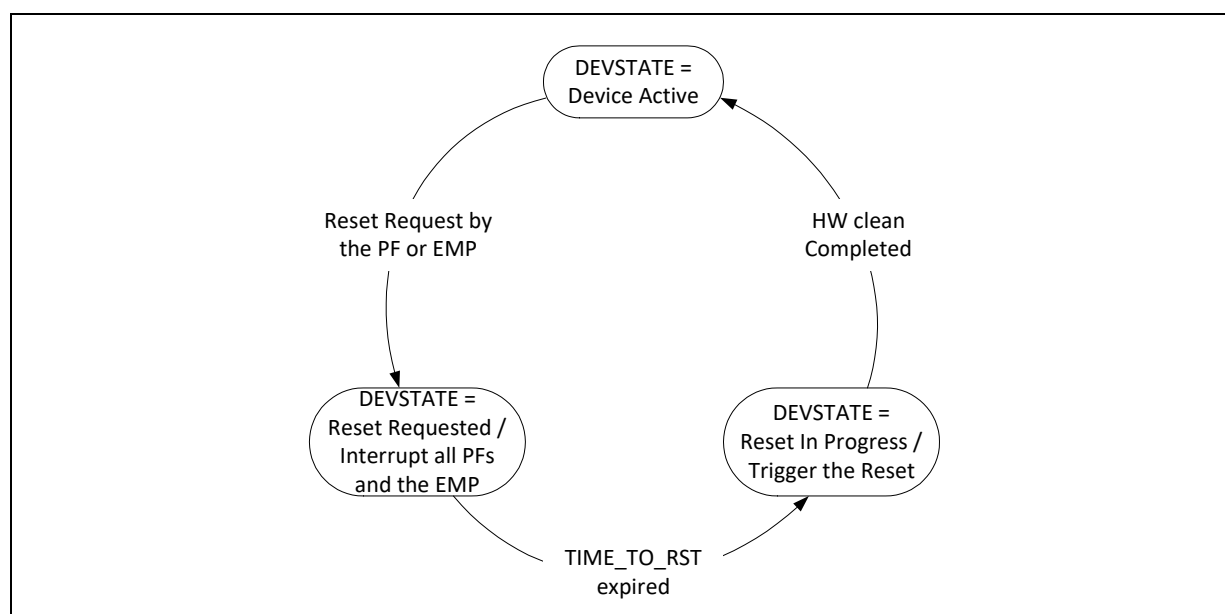 DEVSTATE =
Device Active
Reset Request by
the PF or EMP
HW clean
Completed
DEVSTATE =
Reset Requested /
Interrupt all PFs
and the EMP
DEVSTATE =
Reset In Progress /
Trigger the Reset
TIME_TO_RST
expired